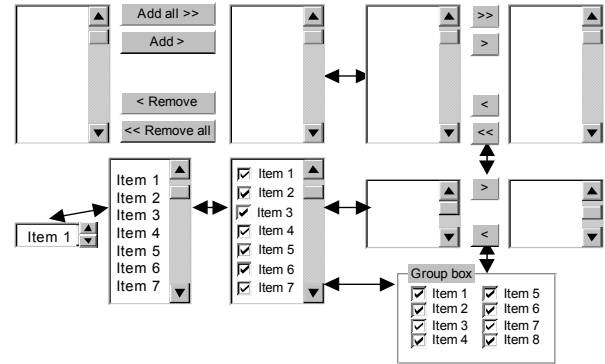 Add all >>
Add >
< Remove
<< Remove all
>>
>
<
<<
Item 1
Item 1
Item 2
Item 3
Item 4
Item 5
Item 6
Item 7
Item 1
Item 2
Item 3
Item 4
Item 5
Item 6
Item 7
>
<
Group box
Item 1 Item 5
Item 2 Item 6
Item 3 Item 7
Item 4 Item 8